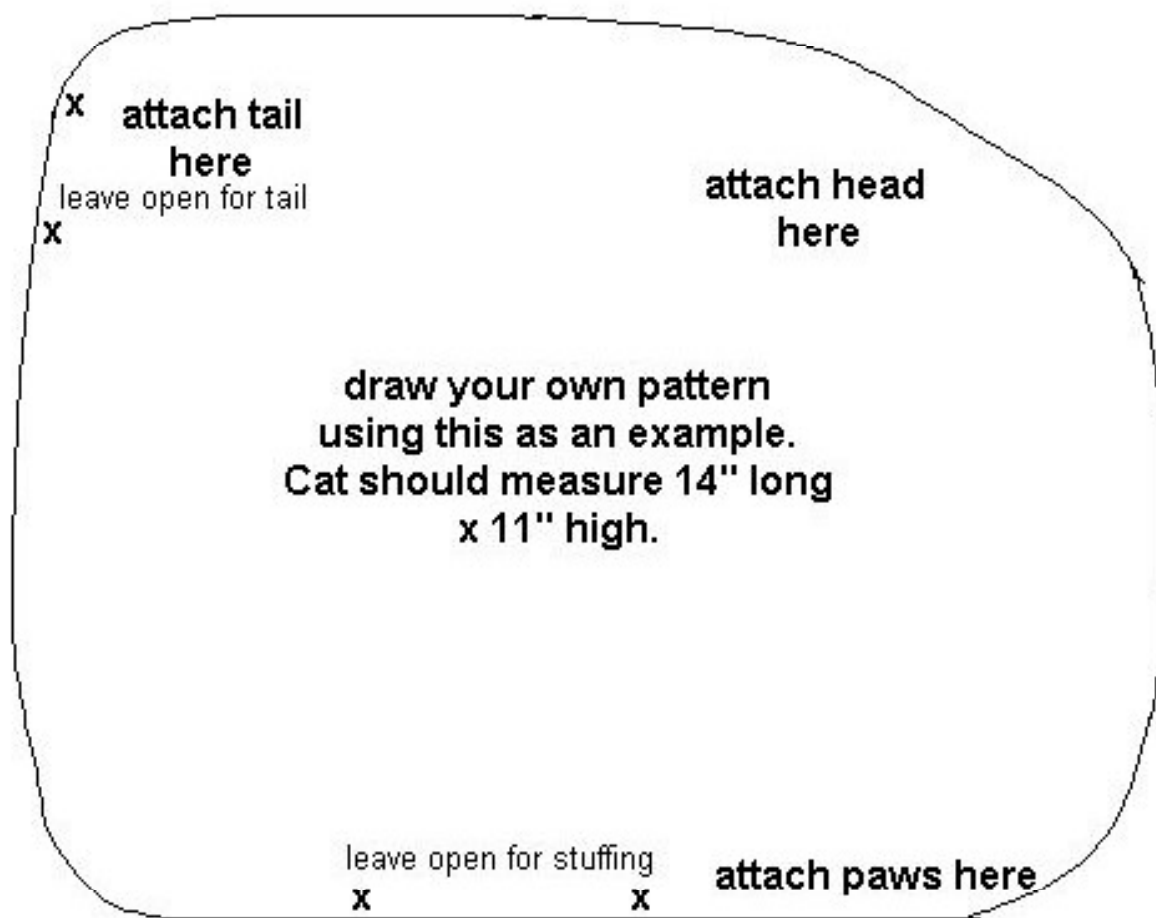 x
attach tail
here
leave open for tail
x
attach head
here
draw your own pattern
using this as an example.
Cat should measure 14" long
x 11" high.
leave open for stuffing
x x
attach paws here